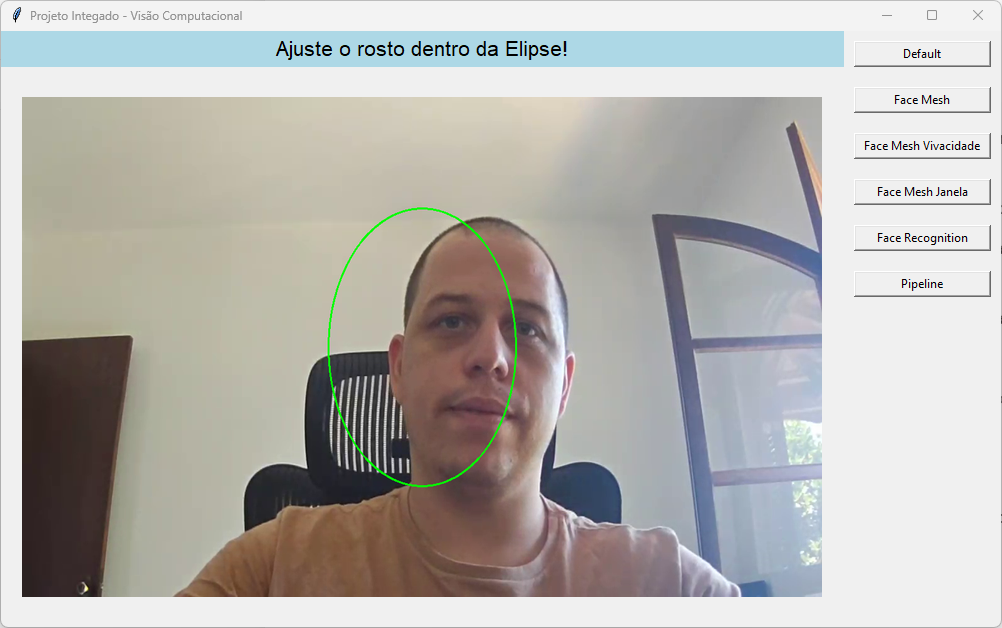 Projeto Integado - Visão Computacional
Ajuste o rosto dentro da Elipse!
Default
Face Mesh
Face Mesh Vivacidade
Face Mesh Janela
Face Recognition
Pipeline